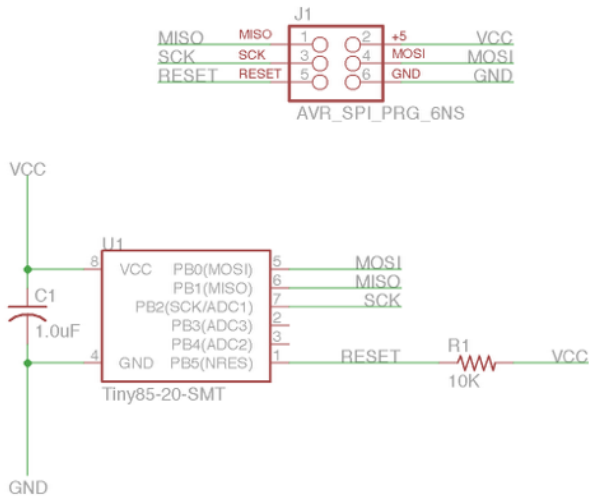 J1
MISO MISO 1 2 +5 VCC
SCK SCK 3 4 MOSI MOSI
RESET RESET 5 6 GND GND
AVR_SPI_PRG_6NS
VCC
U1
8 VCC PB0(MOSI) 5 MOSI
PB1(MISO) 6 MISO
C1 PB2(SCK/ADC1) 7 SCK
1.0uF PB3(ADC3) 2
PB4(ADC2) 3
4 GND PB5(NRES) 1 RESET R1 VCC
10K
Tiny85-20-SMT
GND